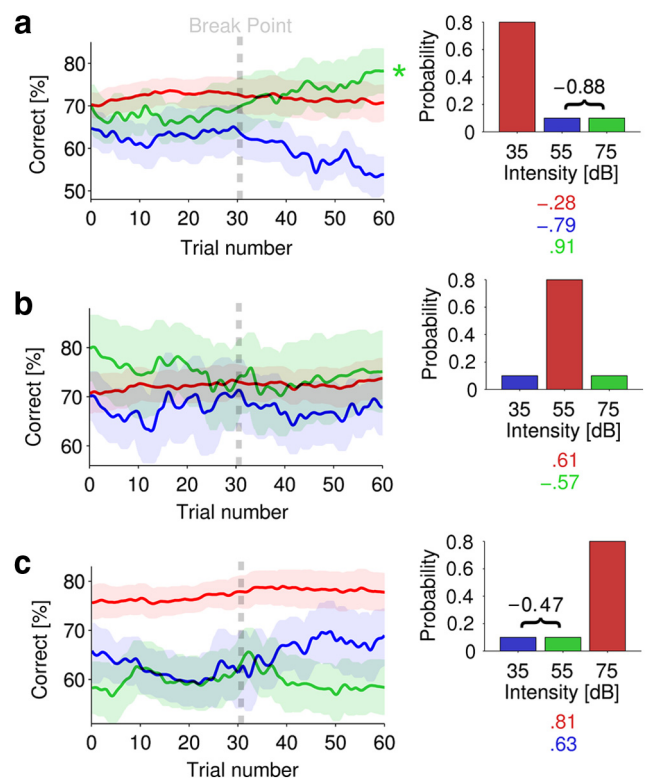 a
Break Point
Correct [%]
80
70
60
50
*
0 10 20 30 40 50 60
Trial number
Probability
0.8
0.6
0.4
0.2
0
−0.88
35 55 75
Intensity [dB]
−.28
−.79
.91
b
Correct [%]
80
70
60
0 10 20 30 40 50 60
Trial number
Probability
0.8
0.6
0.4
0.2
0
35 55 75
Intensity [dB]
.61
−.57
c
Correct [%]
80
70
60
0 10 20 30 40 50 60
Trial number
Probability
0.8
0.6
0.4
0.2
0
−0.47
35 55 75
Intensity [dB]
.81
.63